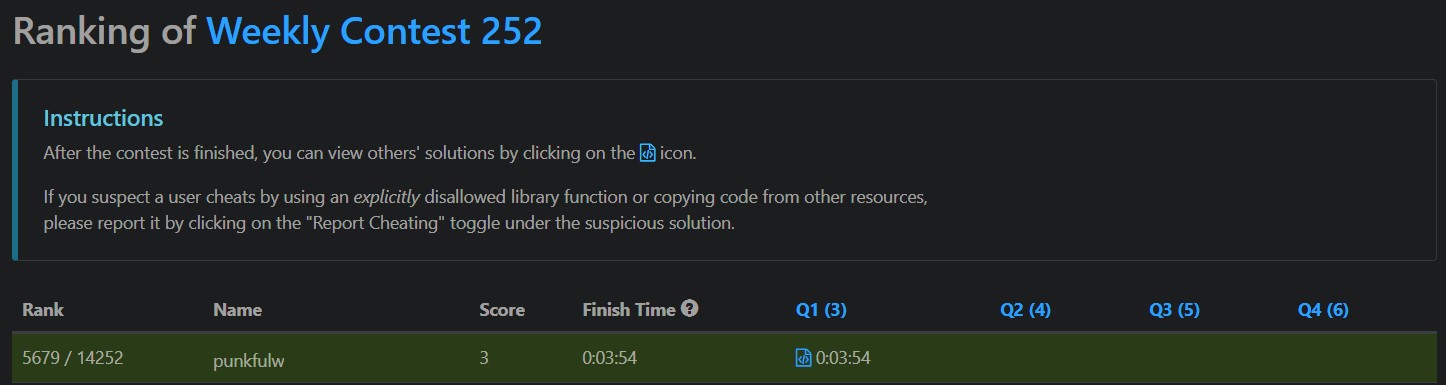 Ranking of Weekly Contest 252
Instructions
After the contest is finished, you can view others' solutions by clicking on the icon.
If you suspect a user cheats by using an explicitly disallowed library function or copying code from other resources,
please report it by clicking on the "Report Cheating" toggle under the suspicious solution.
Rank Name Score Finish Time Q1 (3) Q2 (4) Q3 (5) Q4 (6)
5679 / 14252 punkfulw 3 0:03:54 0:03:54